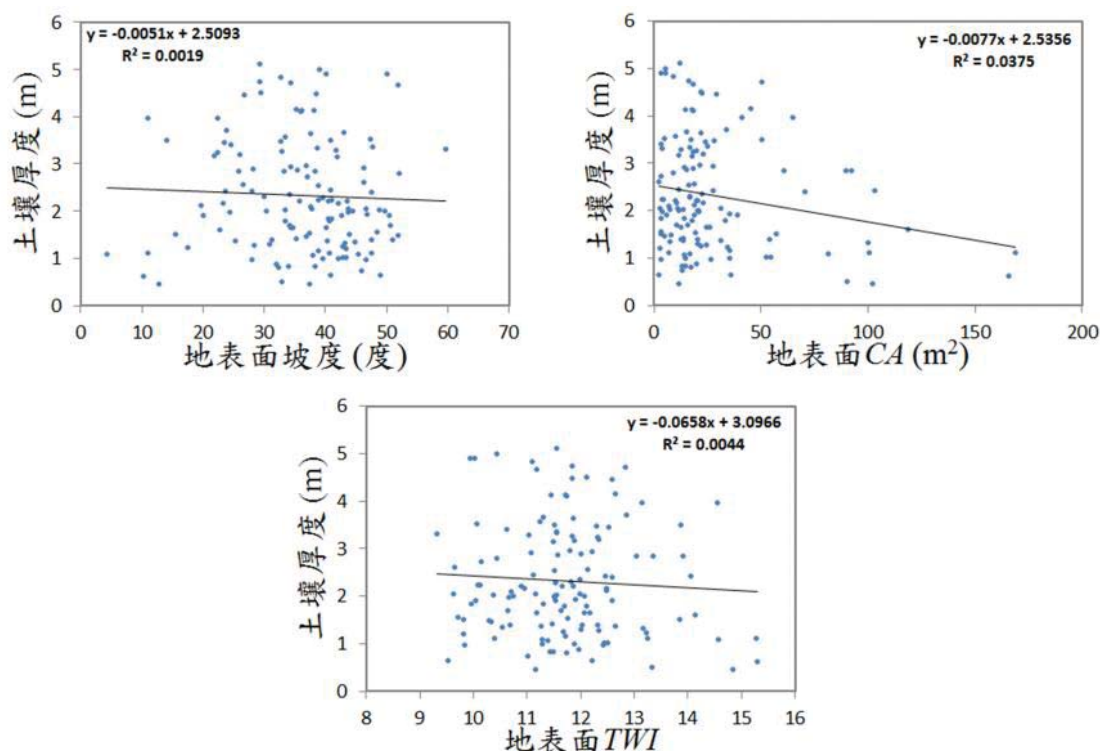 y = -0.0051x + 2.5093
R² = 0.0019
土壤厚度 (m)
6
5
4
3
2
1
0
0 10 20 30 40 50 60 70
地表面坡度 (度)
y = -0.0077x + 2.5356
R² = 0.0375
土壤厚度 (m)
6
5
4
3
2
1
0
0 50 100 150 200
地表面CA (m²)
y = -0.0658x + 3.0966
R² = 0.0044
土壤厚度 (m)
6
5
4
3
2
1
0
8 9 10 11 12 13 14 15 16
地表面TWI